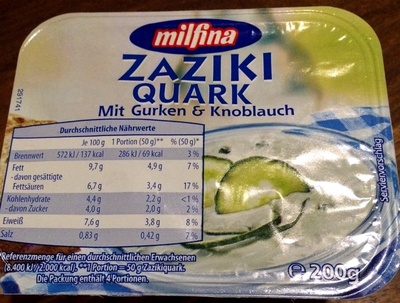 milfina
ZAZIKI
QUARK
Mit Gurken & Knoblauch
291741
Durchschnittliche Nährwerte
Je 100 g 1 Portion (50 g)** % (50 g)*
Brennwert 572 kJ / 137 kcal 286 kJ / 69 kcal 3 %
Fett 9,7 g 4,9 g 7 %
- davon gesättigte
Fettsäuren 6,7 g 3,4 g 17 %
Kohlenhydrate 4,4 g 2,2 g <1 %
- davon Zucker 4,0 g 2,0 g 2 %
Eiweiß 7,6 g 3,8 g 8 %
Salz 0,83 g 0,42 g 7 %
*Referenzmenge für einen durchschnittlichen Erwachsenen
(8.400 kJ / 2.000 kcal). **1 Portion = 50 g Zazikiquark.
Die Packung enthält 4 Portionen.
Serviervorschlag
e 200g